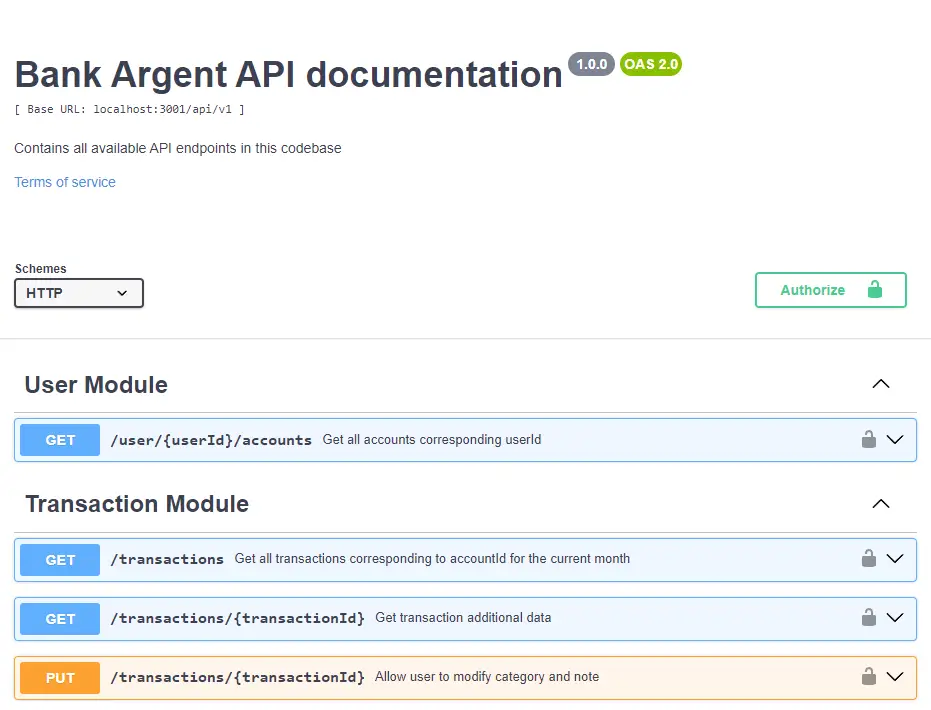 Bank Argent API documentation 1.0.0 OAS 2.0
[ Base URL: localhost:3001/api/v1 ]
Contains all available API endpoints in this codebase
Terms of service
Schemes
HTTP
Authorize
User Module
GET /user/{userId}/accounts Get all accounts corresponding userId
Transaction Module
GET /transactions Get all transactions corresponding to accountId for the current month
GET /transactions/{transactionId} Get transaction additional data
PUT /transactions/{transactionId} Allow user to modify category and note